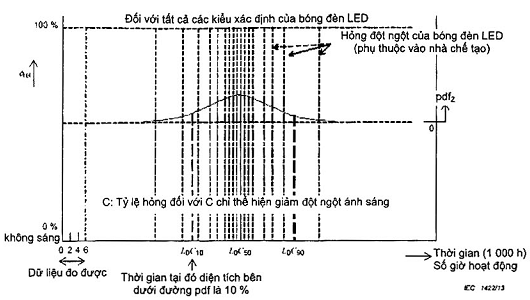 Đối với tất cả các kiểu xác định của bóng đèn LED
100 %
Hỏng đột ngột của bóng đèn LED
(phụ thuộc vào nhà chế tạo)
pdf₂
0
C: Tỷ lệ hỏng đối với C chỉ thể hiện giảm đột ngột ánh sáng
0 %
không sáng
0 2 4 6
L₀C₁₀
L₀C₅₀
L₀C₉₀
Thời gian (1 000 h)
Số giờ hoạt động
Dữ liệu đo được
Thời gian tại đó diện tích bên
dưới đường pdf là 10 %
IEC 1422/13